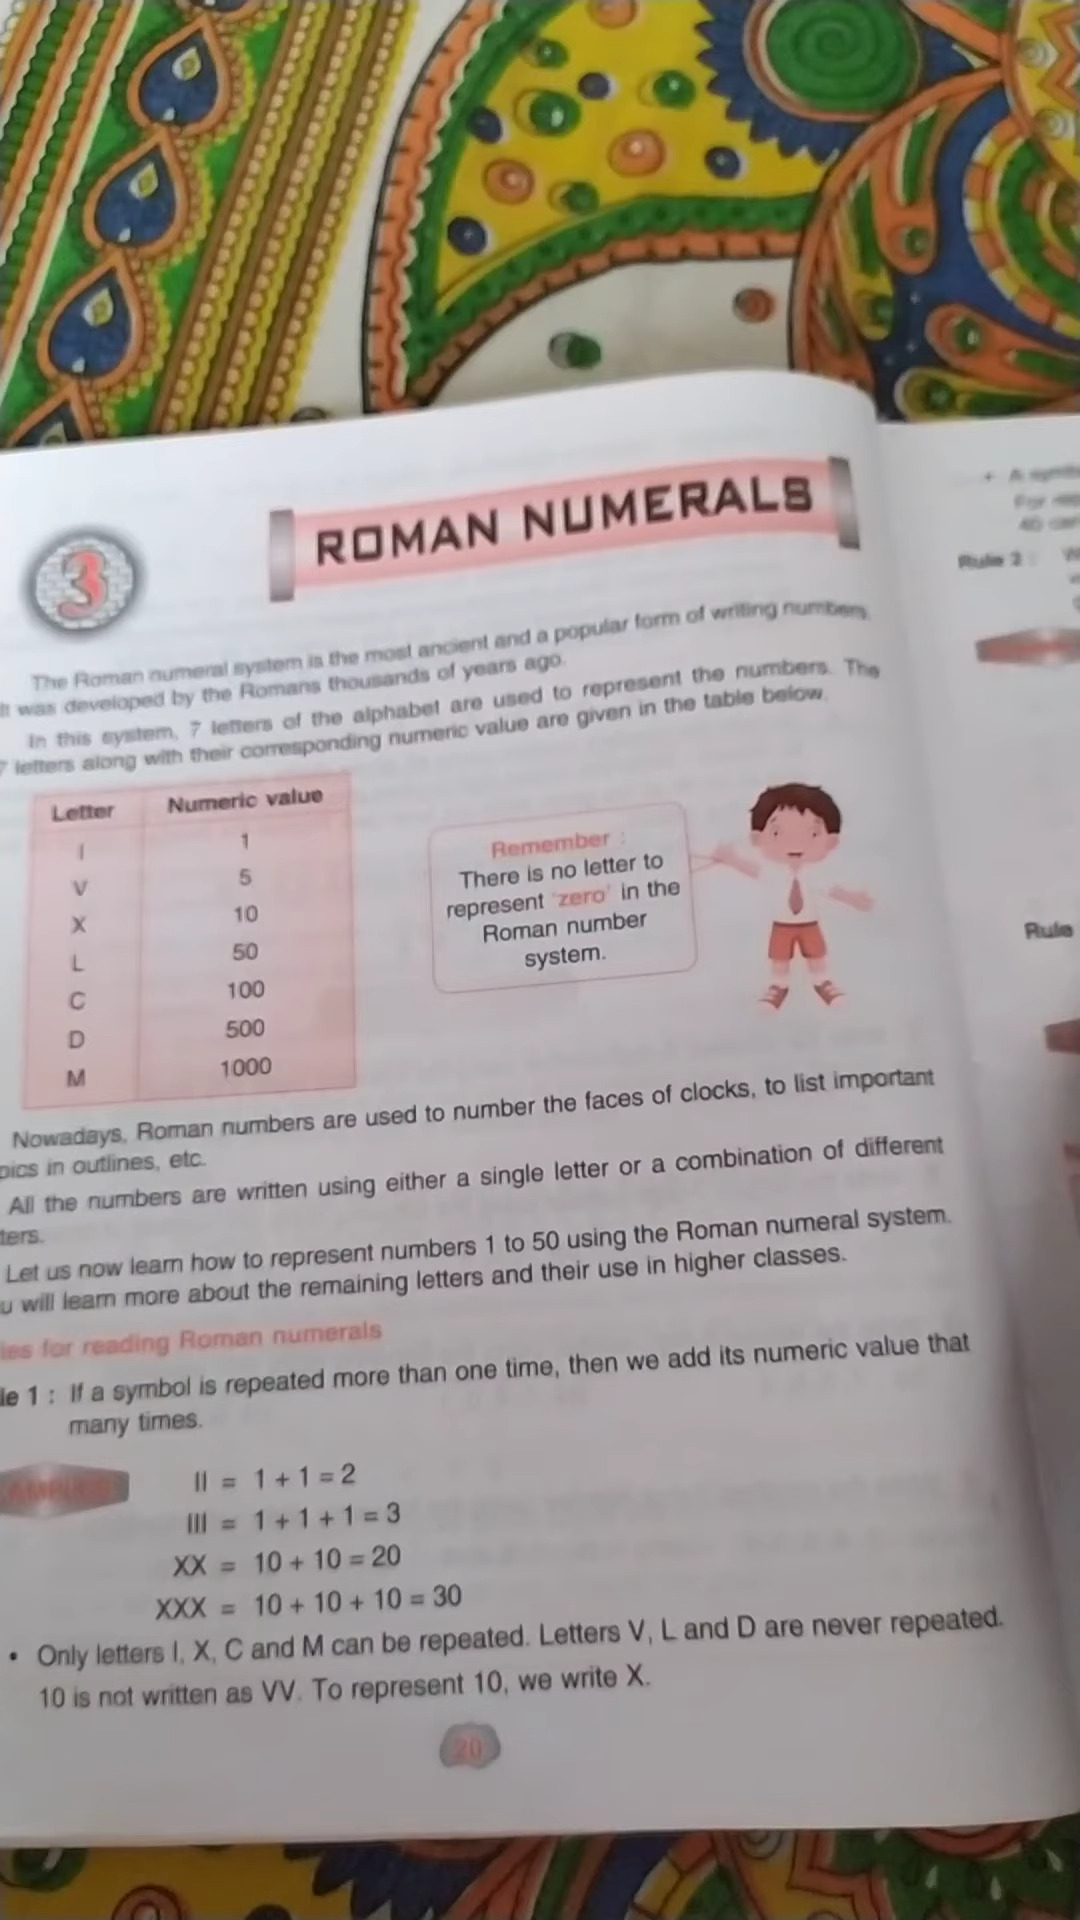 3
ROMAN NUMERALS
The Roman numeral system is the most ancient and a popular form of writing numbers.
It was developed by the Romans thousands of years ago.
In this system, 7 letters of the alphabet are used to represent the numbers. The
7 letters along with their corresponding numeric value are given in the table below.
Letter Numeric value
I 1
V 5
X 10
L 50
C 100
D 500
M 1000
Remember :
There is no letter to
represent 'zero' in the
Roman number
system.
Nowadays, Roman numbers are used to number the faces of clocks, to list important
pics in outlines, etc.
All the numbers are written using either a single letter or a combination of different
ters.
Let us now learn how to represent numbers 1 to 50 using the Roman numeral system.
u will learn more about the remaining letters and their use in higher classes.
les for reading Roman numerals
le 1 : If a symbol is repeated more than one time, then we add its numeric value that
many times.
II = 1 + 1 = 2
III = 1 + 1 + 1 = 3
XX = 10 + 10 = 20
XXX = 10 + 10 + 10 = 30
• Only letters I, X, C and M can be repeated. Letters V, L and D are never repeated.
10 is not written as VV. To represent 10, we write X.
20
• A
For
40
Rule 2 :
Rule